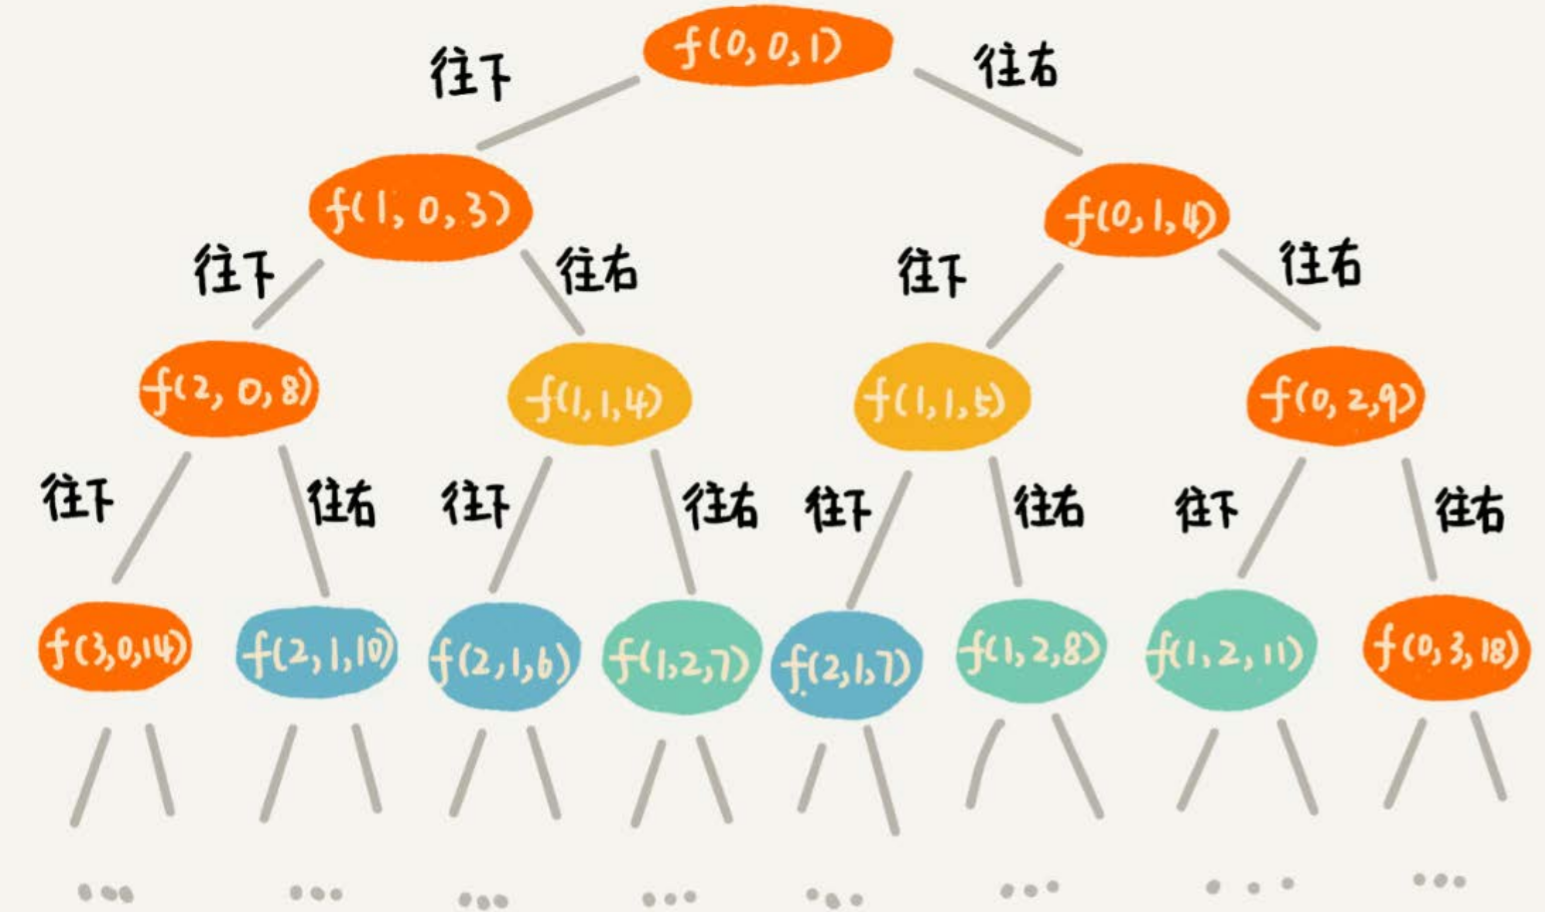 f(0,0,1)
往下 往右
f(1,0,3) f(0,1,4)
往下 往右 往下 往右
f(2,0,8) f(1,1,4) f(1,1,5) f(0,2,9)
往下 往右 往下 往右 往下 往右 往下 往右
f(3,0,14) f(2,1,10) f(2,1,6) f(1,2,7) f(2,1,7) f(1,2,8) f(1,2,11) f(0,3,18)
... ... ... ... ... ... ... ...